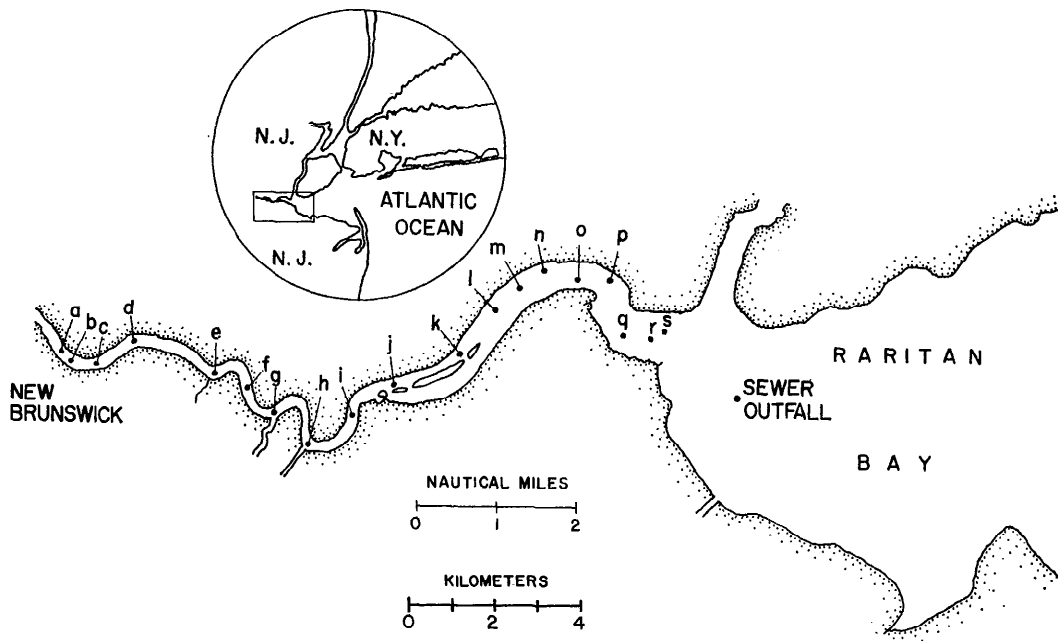 N.J.
N.Y.
ATLANTIC
OCEAN
N.J.
a
b
c
d
e
f
g
h
i
j
k
l
m
n
o
p
q
r
s
NEW
BRUNSWICK
RARITAN
BAY
SEWER
OUTFALL
NAUTICAL MILES
0 1 2
KILOMETERS
0 2 4